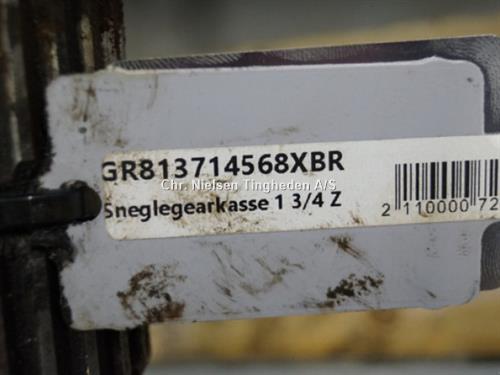 GR813714568XBR
Chr. Nielsen Tingheden A/S
Sneglegearkasse 1 3/4 Z
2 110000 72